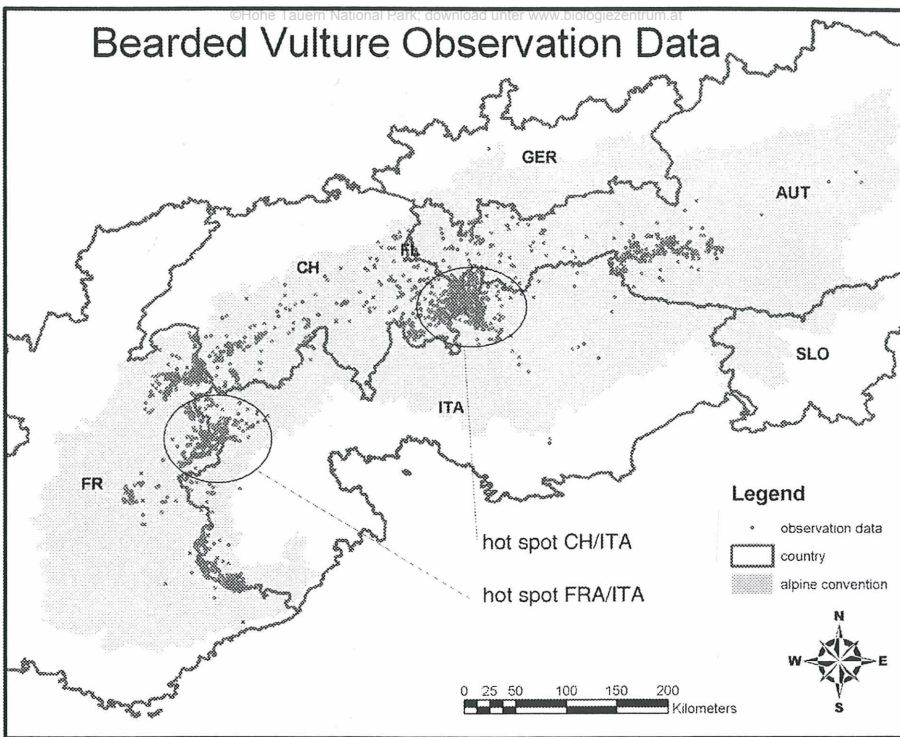 ©Hohe Tauern National Park; download unter www.biologiezentrum.at
Bearded Vulture Observation Data
GER
AUT
FL
CH
SLO
ITA
FR
Legend
observation data
country
alpine convention
hot spot CH/ITA
hot spot FRA/ITA
N
W E
S
0 25 50 100 150 200
Kilometers